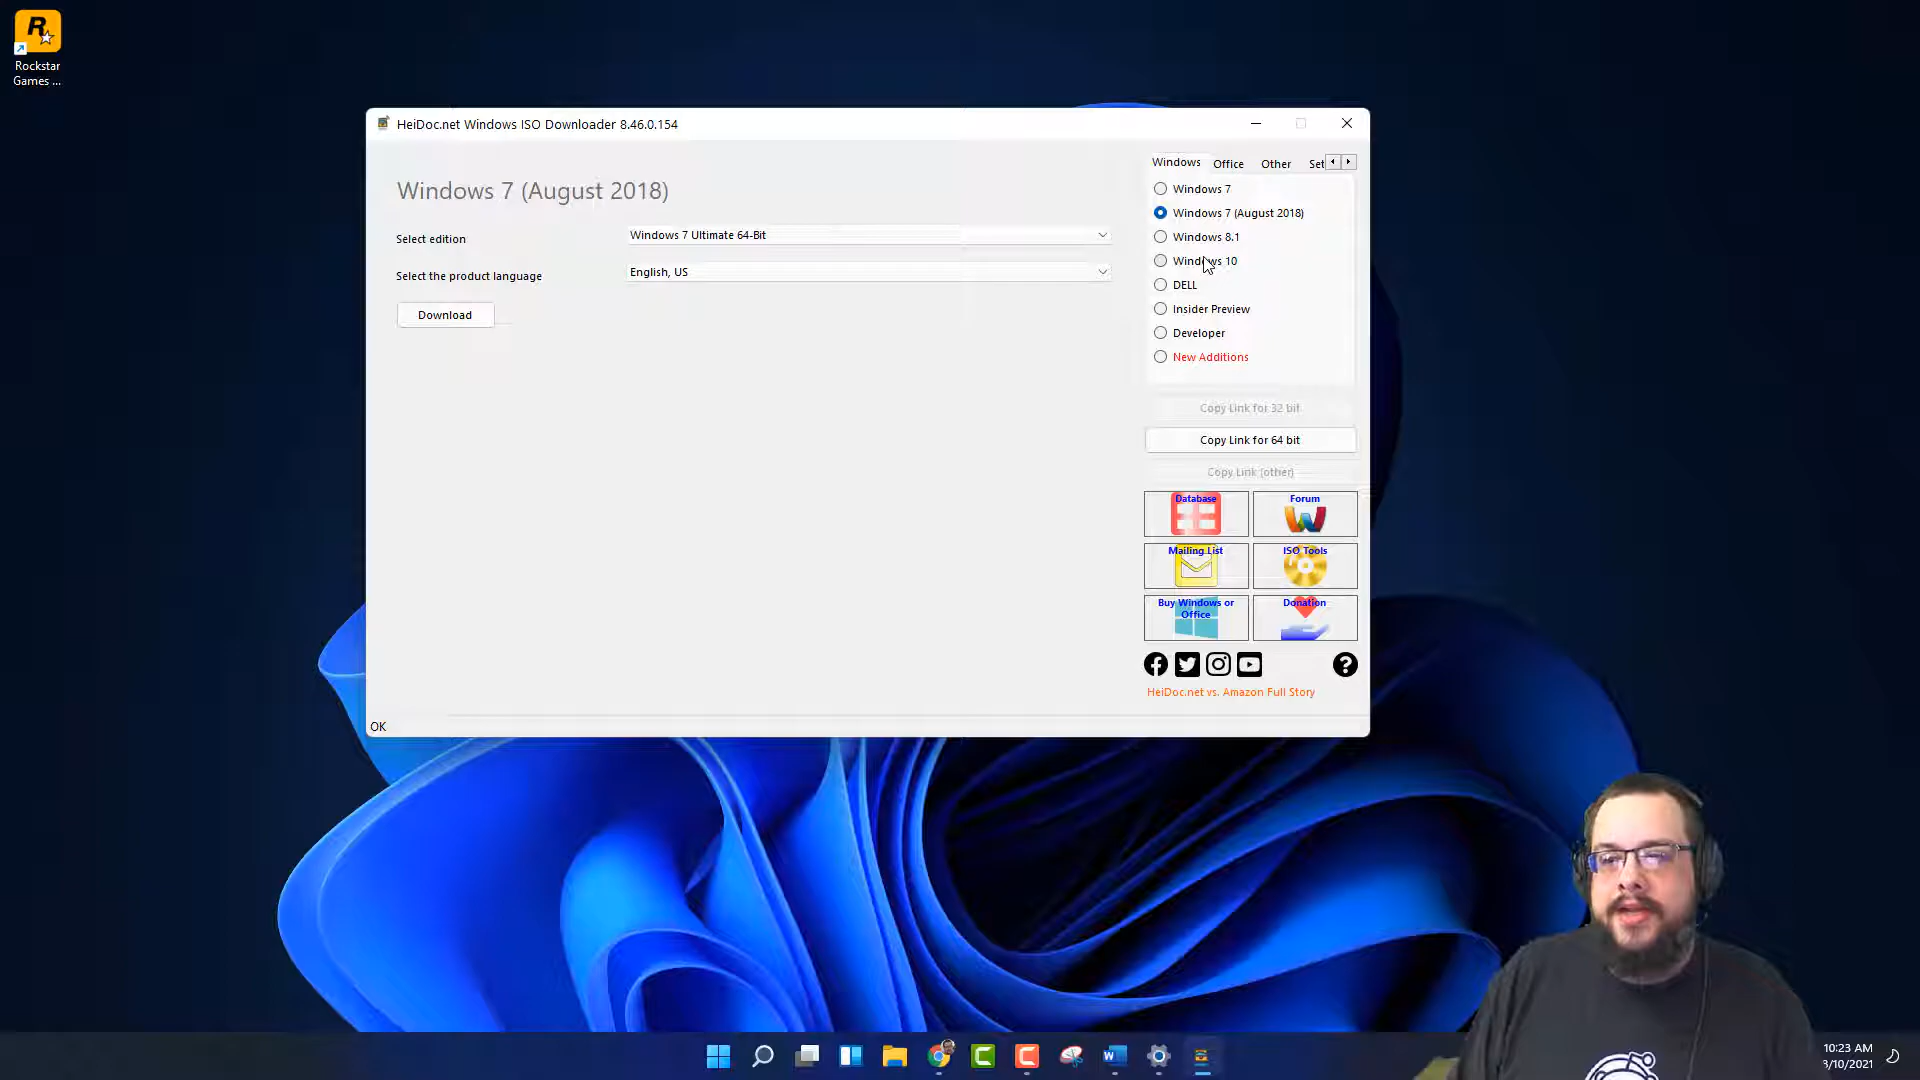 Rockstar
Games ...
HeiDoc.net Windows ISO Downloader 8.46.0.154
Windows
Office
Other
Set
Windows 7 (August 2018)
Select edition
Windows 7 Ultimate 64-Bit
Select the product language
English, US
Download
Windows 7
Windows 7 (August 2018)
Windows 8.1
Windows 10
DELL
Insider Preview
Developer
New Additions
Copy Link for 32 bit
Copy Link for 64 bit
Copy Link (other)
Database
Forum
Mailing List
ISO Tools
Buy Windows or
Office
Donation
HeiDoc.net vs. Amazon Full Story
OK
10:23 AM
3/10/2021